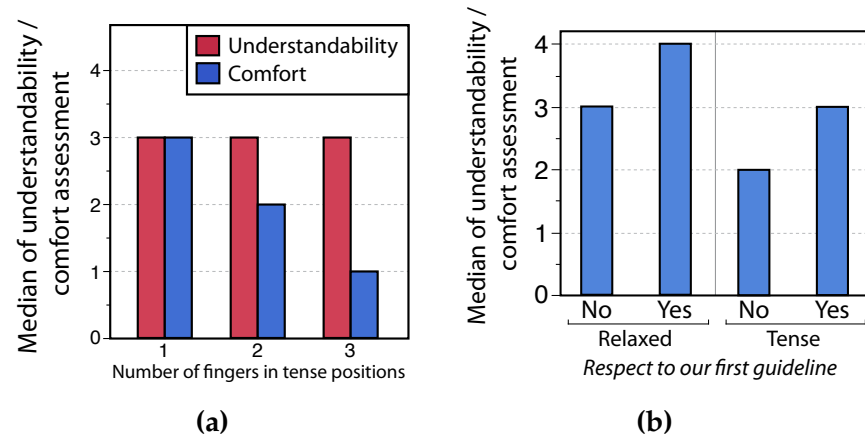 Median of understandability /
comfort assessment
4
3
2
1
0
Understandability
Comfort
1 2 3
Number of fingers in tense positions
(a)
Median of understandability /
comfort assessment
4
3
2
1
0
No Yes No Yes
Relaxed Tense
Respect to our first guideline
(b)